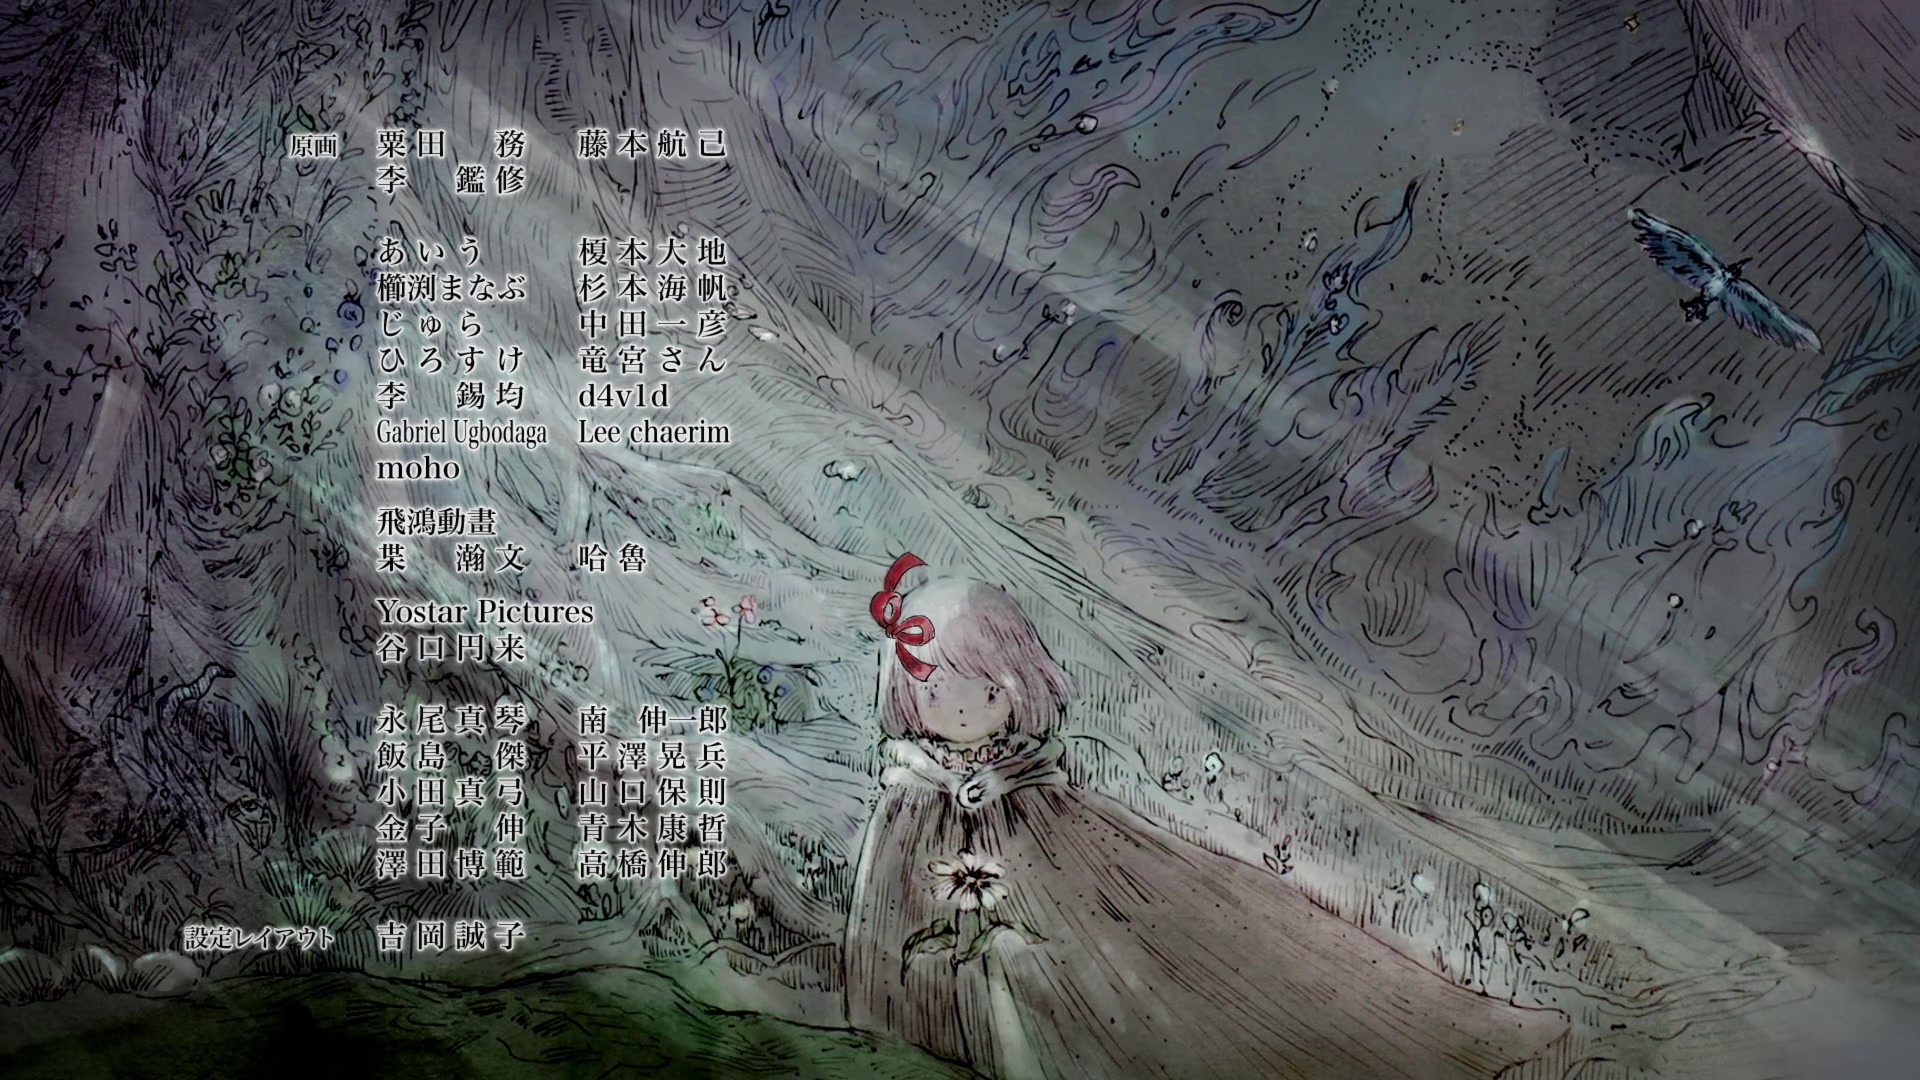 原画 粟田 務 藤本航己
李 鑑修
あいう 榎本大地
櫛渕まなぶ 杉本海帆
じゅら 中田一彦
ひろすけ 竜宮さん
李 錫均 d4v1d
Gabriel Ugbodaga Lee chaerim
moho
飛鴻動畫
枼 瀚文 哈魯
Yostar Pictures
谷口円来
永尾真琴 南 伸一郎
飯島 傑 平澤晃兵
小田真弓 山口保則
金子 伸 青木康哲
澤田博範 高橋伸郎
設定レイアウト 吉岡誠子